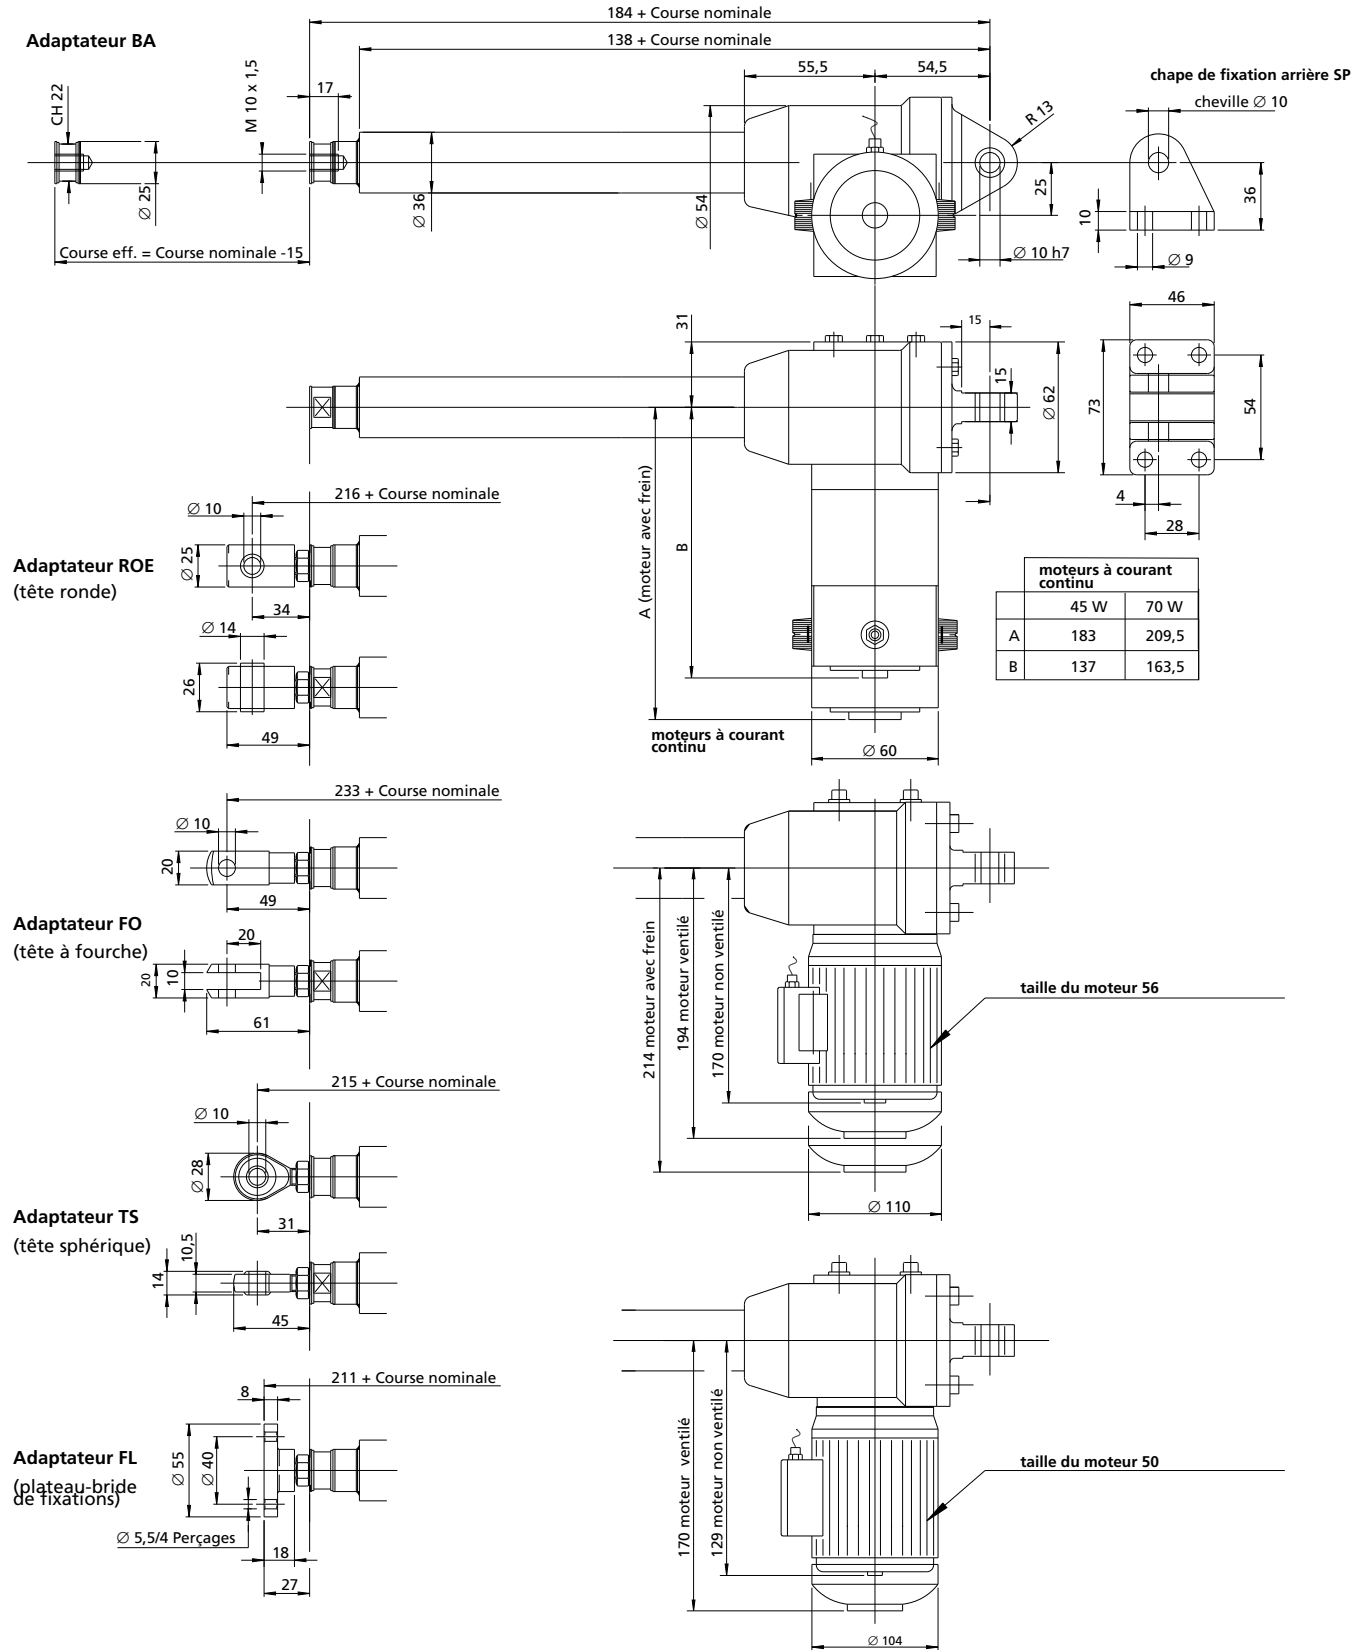 184 + Course nominale
138 + Course nominale
Adaptateur BA
55,5
54,5
chape de fixation arrière SP
cheville Ø 10
CH 22
M 10 x 1,5
17
R 13
Ø 25
Ø 36
Ø 54
25
10
36
Course eff. = Course nominale -15
Ø 10 h7
Ø 9
46
31
15
15
Ø 62
73
54
4
28
A (moteur avec frein)
B
216 + Course nominale
Ø 10
Adaptateur ROE
(tête ronde)
Ø 25
34
Ø 14
26
49
moteurs à courant
continu
45 W
70 W
A
183
209,5
B
137
163,5
moteurs à courant
continu
Ø 60
233 + Course nominale
Ø 10
20
49
Adaptateur FO
(tête à fourche)
20
20
10
61
214 moteur avec frein
194 moteur ventilé
170 moteur non ventilé
taille du moteur 56
Ø 110
215 + Course nominale
Ø 10
Ø 28
31
Adaptateur TS
(tête sphérique)
10,5
14
45
211 + Course nominale
8
Adaptateur FL
(plateau-bride
de fixations)
Ø 55
Ø 40
Ø 5,5/4 Perçages
18
27
170 moteur ventilé
129 moteur non ventilé
taille du moteur 50
Ø 104